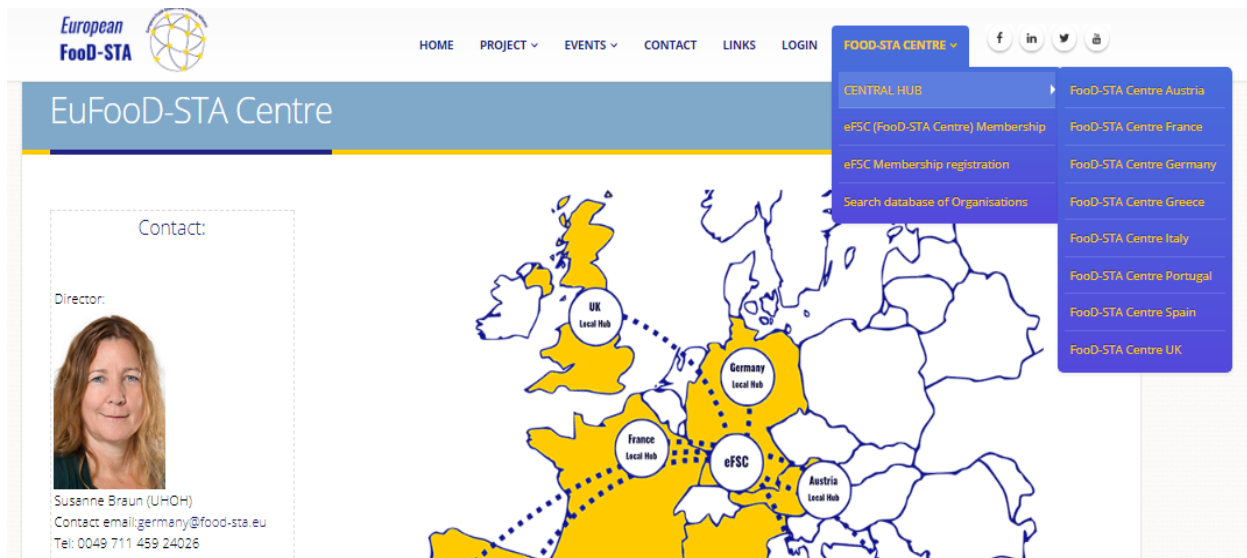 European
FooD-STA
HOME PROJECT EVENTS CONTACT LINKS LOGIN FOOD-STA CENTRE
CENTRAL HUB
eFSC (FooD-STA Centre) Membership
eFSC Membership registration
Search database of Organisations
FooD-STA Centre Austria
FooD-STA Centre France
FooD-STA Centre Germany
FooD-STA Centre Greece
FooD-STA Centre Italy
FooD-STA Centre Portugal
FooD-STA Centre Spain
FooD-STA Centre UK
EuFooD-STA Centre
Contact:
Director:
Susanne Braun (UHOH)
Contact email:germany@food-sta.eu
Tel: 0049 711 459 24026
UK
Local Hub
Germany
Local Hub
France
Local Hub
eFSC
Austria
Local Hub